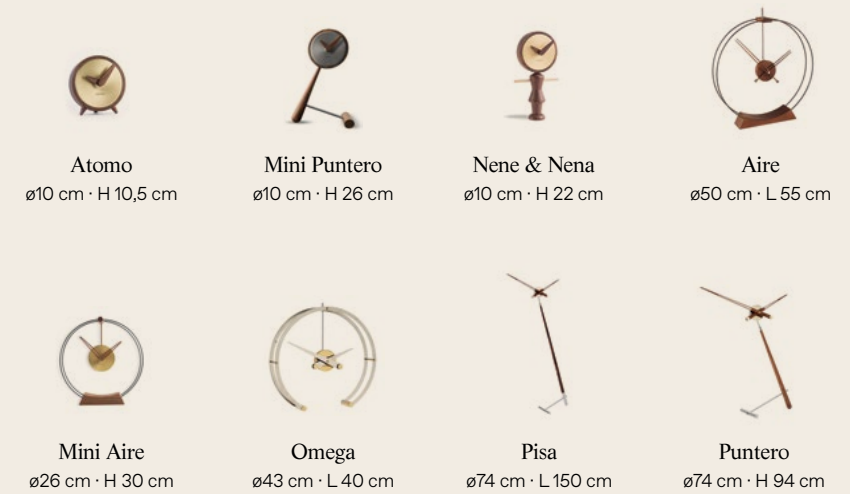 Atomo
ø10 cm · H 10,5 cm
Mini Puntero
ø10 cm · H 26 cm
Nene & Nena
ø10 cm · H 22 cm
Aire
ø50 cm · L 55 cm
Mini Aire
ø26 cm · H 30 cm
Omega
ø43 cm · L 40 cm
Pisa
ø74 cm · L 150 cm
Puntero
ø74 cm · H 94 cm